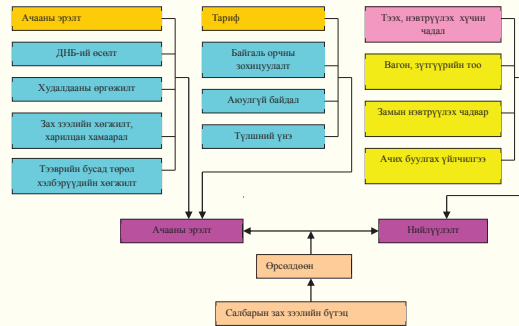 Ачааны эрэлт
ДНБ-ий өсөлт
Худалдааны өргөжилт
Зах зээлийн хөгжилт,
харилцан хамаарал
Тээврийн бусад төрөл
хэлбэрүүдийн хөгжилт
Тариф
Байгаль орчны
зохицуулалт
Аюулгүй байдал
Түлшний үнэ
Тээх, нэвтрүүлэх хүчин
чадал
Вагон, зүтгүүрийн тоо
Замын нэвтрүүлэх чадвар
Ачих буулгах үйлчилгээ
Ачааны эрэлт
Нийлүүлэлт
Өрсөлдөөн
Салбарын зах зээлийн бүтэц